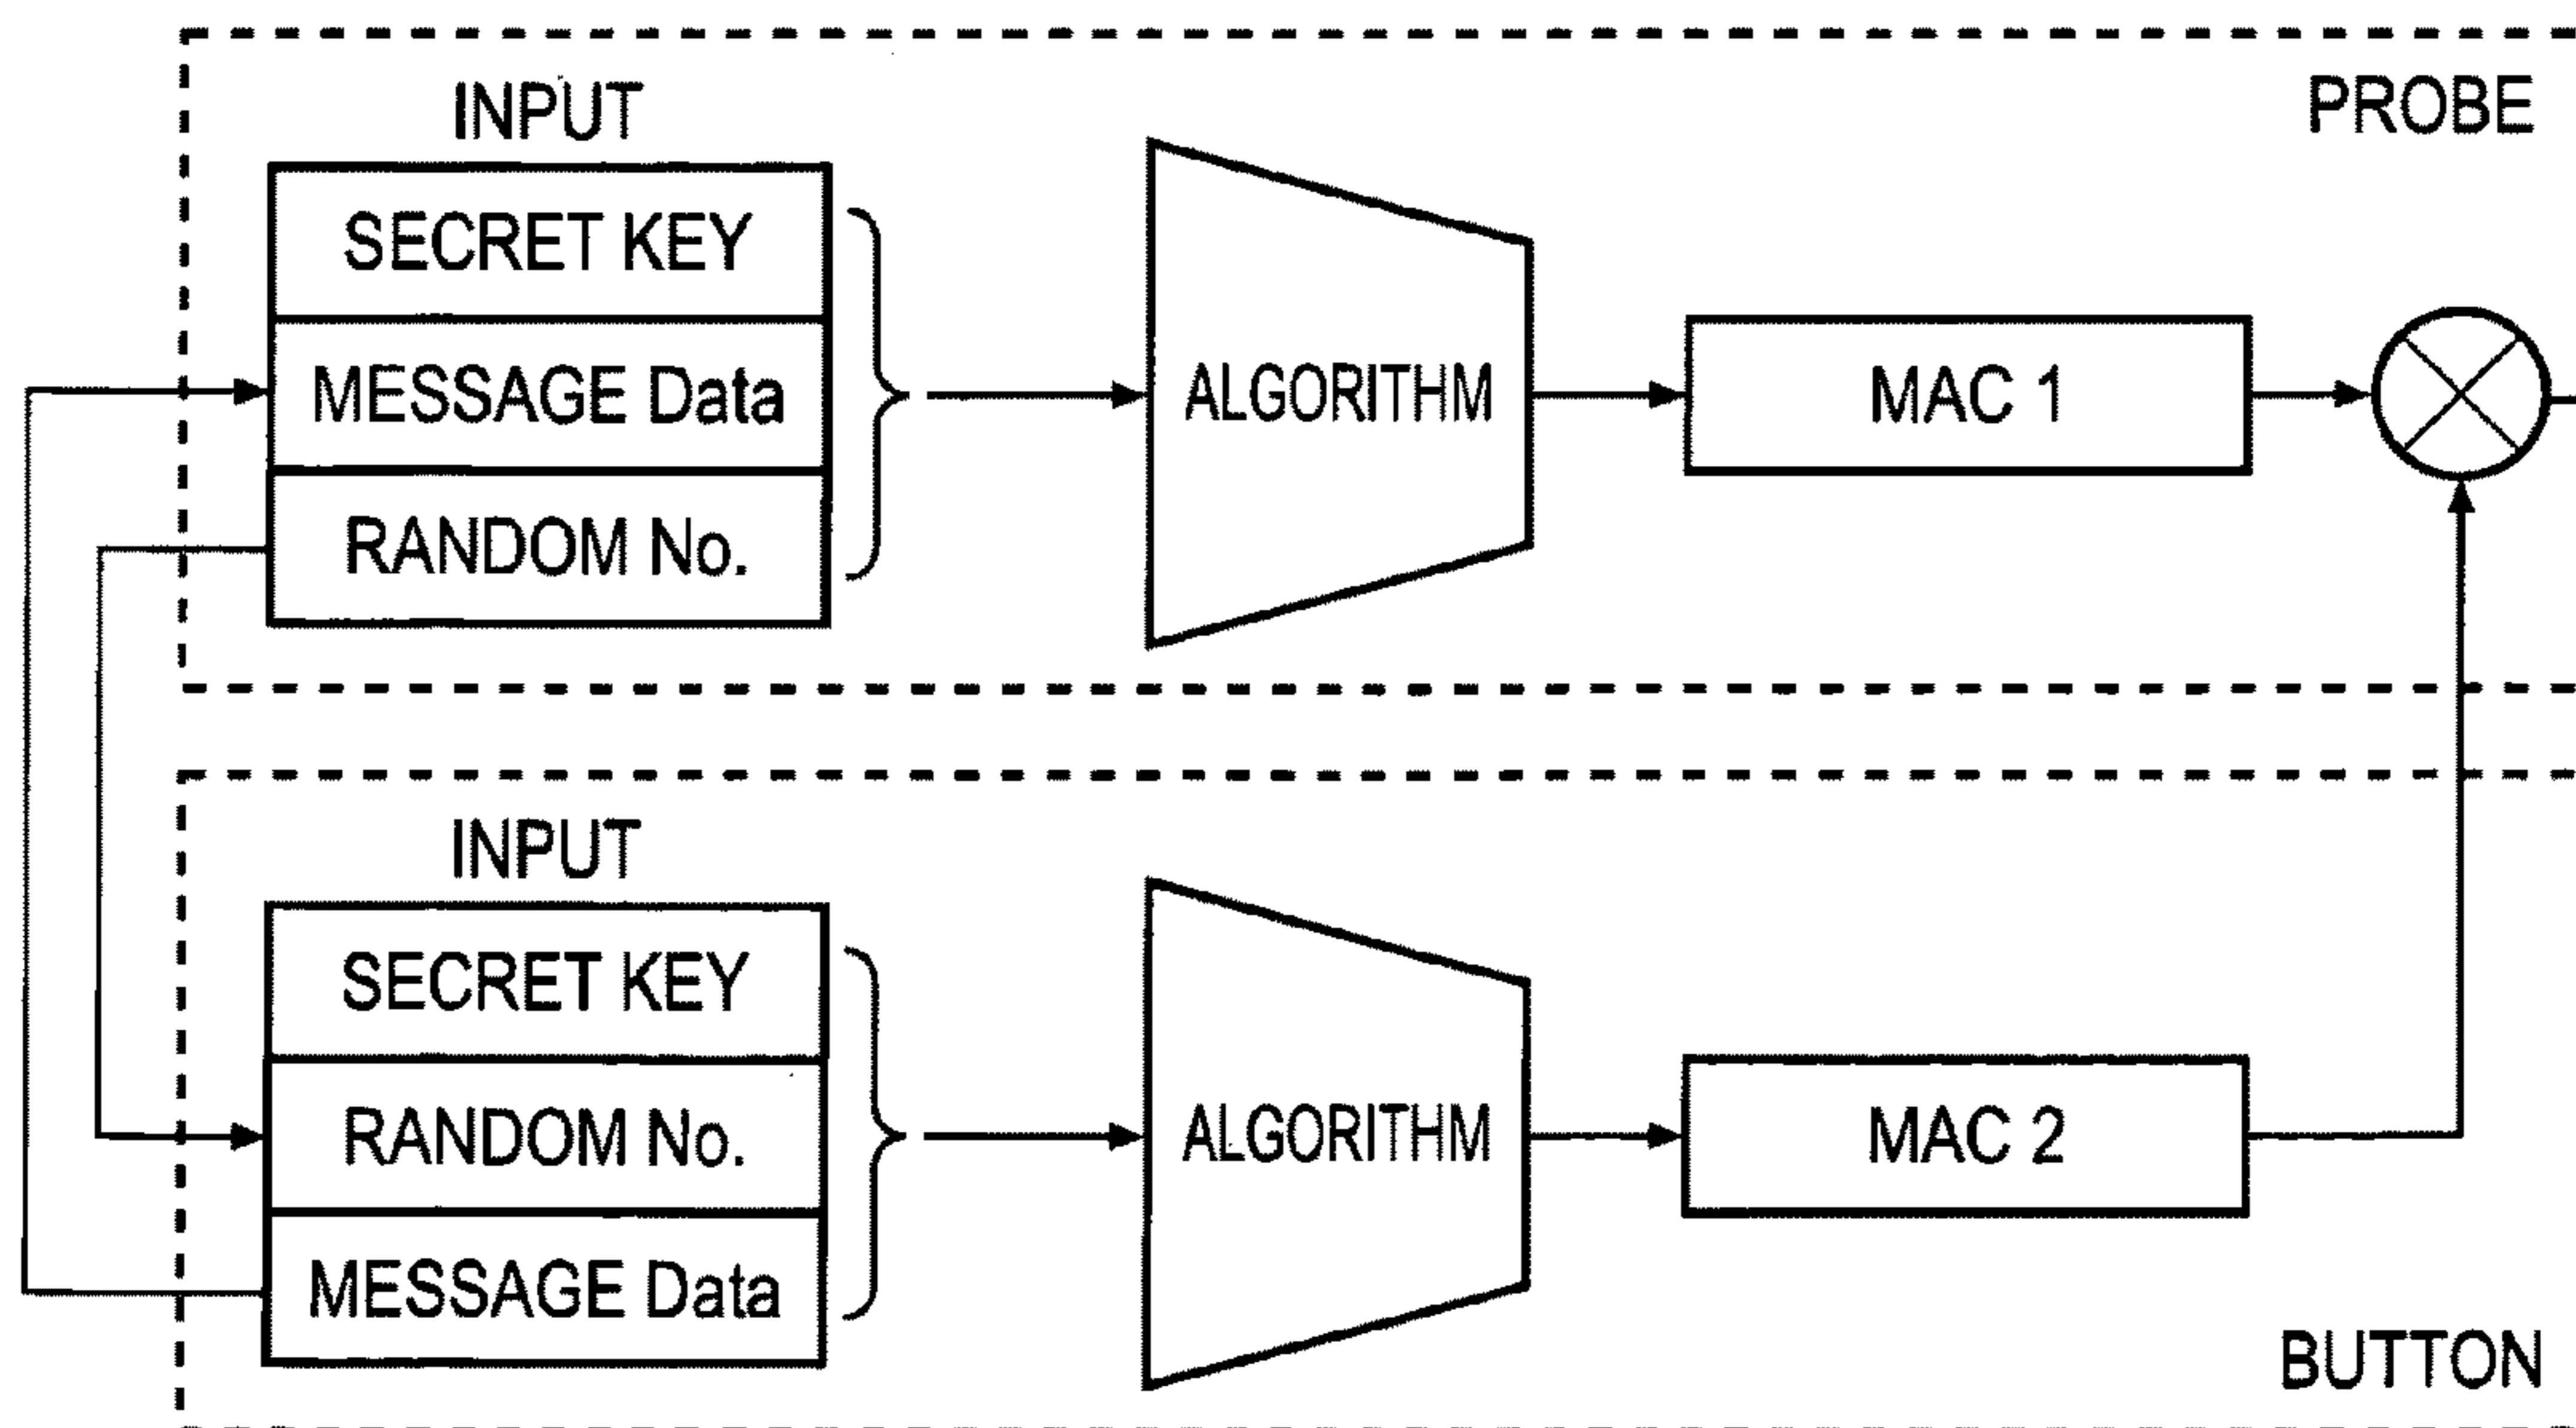 INPUT
PROBE
SECRET KEY
MESSAGE Data
RANDOM No.
ALGORITHM
MAC 1
INPUT
SECRET KEY
RANDOM No.
MESSAGE Data
ALGORITHM
MAC 2
BUTTON